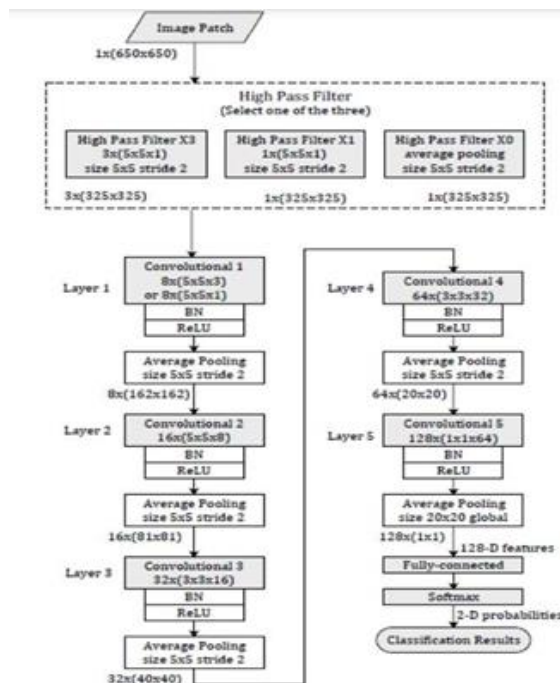 Image Patch
1x(650x650)
High Pass Filter
(Select one of the three)
High Pass Filter X3
3x(5x5x1)
size 5x5 stride 2
High Pass Filter X1
1x(5x5x1)
size 5x5 stride 2
High Pass Filter X0
average pooling
size 5x5 stride 2
3x(325x325)
1x(325x325)
1x(325x325)
Layer 1
Convolutional 1
8x(5x5x3)
or 8x(5x5x1)
BN
ReLU
Average Pooling
size 5x5 stride 2
8x(162x162)
Layer 2
Convolutional 2
16x(5x5x8)
BN
ReLU
Average Pooling
size 5x5 stride 2
16x(81x81)
Layer 3
Convolutional 3
32x(3x3x16)
BN
ReLU
Average Pooling
size 5x5 stride 2
32x(40x40)
Layer 4
Convolutional 4
64x(3x3x32)
BN
ReLU
Average Pooling
size 5x5 stride 2
64x(20x20)
Layer 5
Convolutional 5
128x(1x1x64)
BN
ReLU
Average Pooling
size 20x20 global
128x(1x1)
128-D features
Fully-connected
Softmax
2-D probabilities
Classification Results